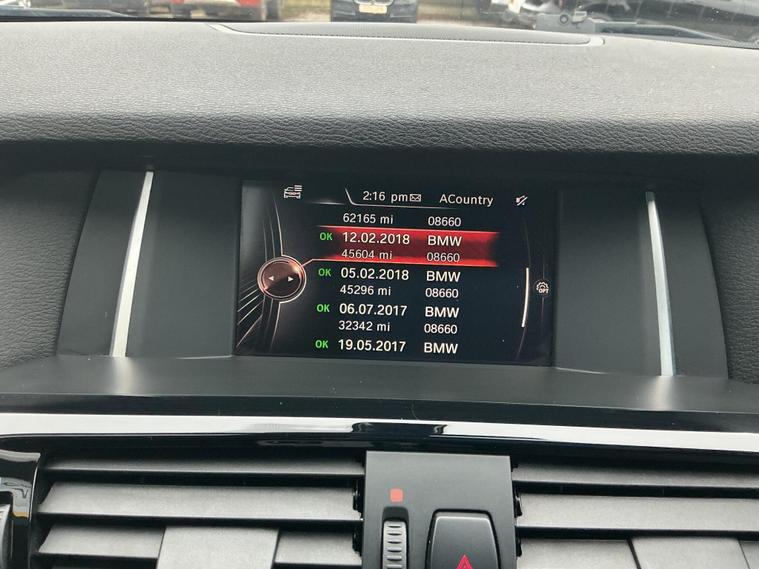 2:16 pm ACountry
62165 mi 08660
OK 12.02.2018 BMW
45604 mi 08660
OK 05.02.2018 BMW
45296 mi 08660
OK 06.07.2017 BMW
32342 mi 08660
OK 19.05.2017 BMW
OPT